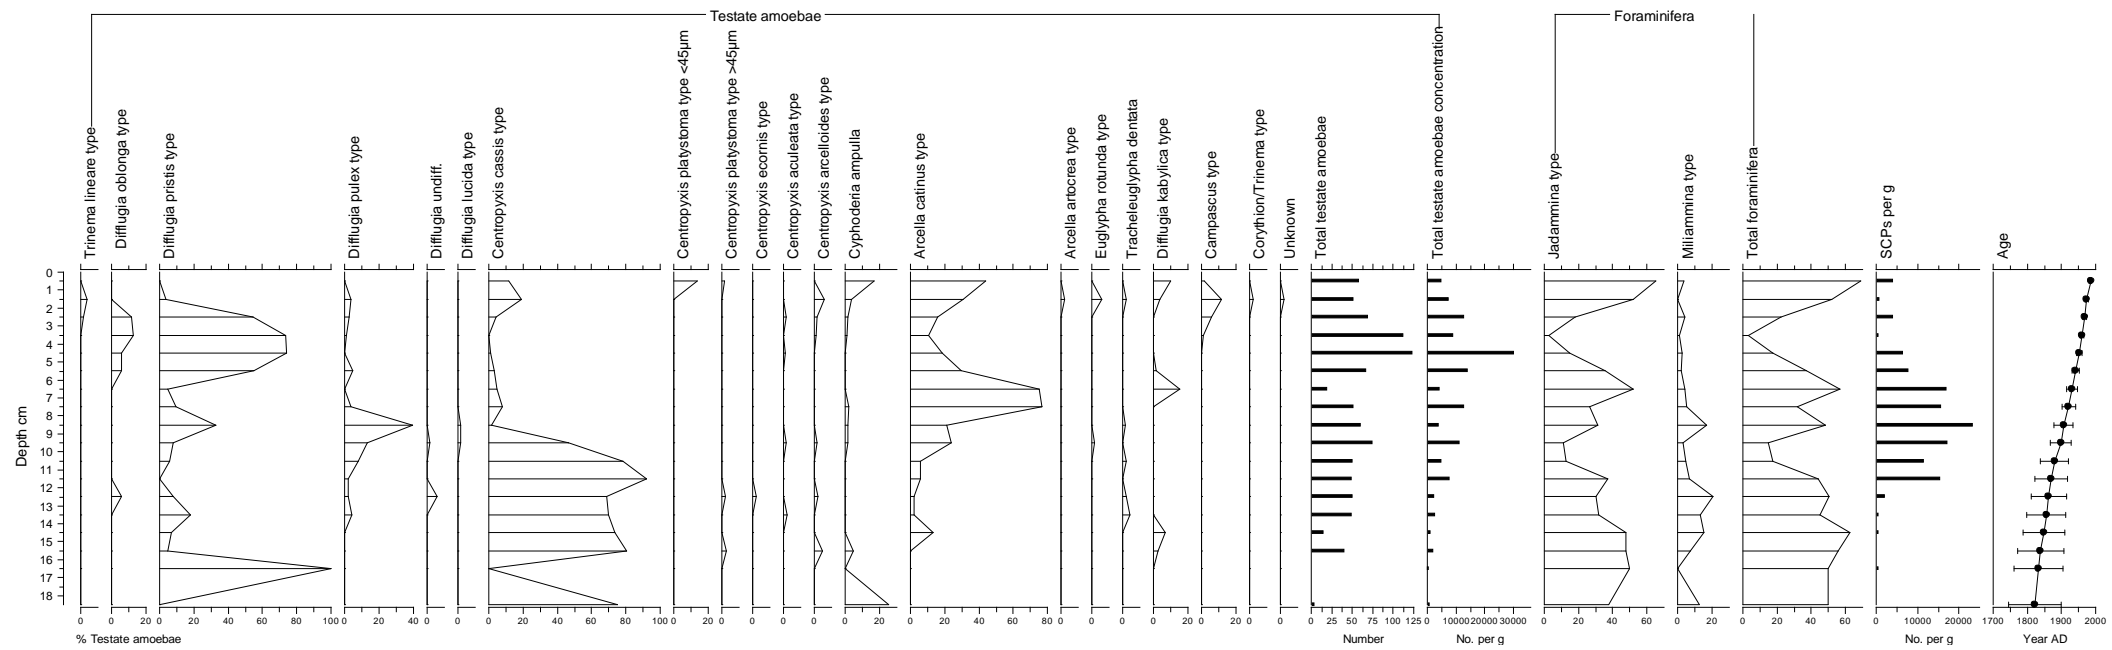 Testate amoebae
Foraminifera
Trinema lineare type
Difflugia oblonga type
Difflugia pristis type
Difflugia pulex type
Difflugia undiff.
Difflugia lucida type
Centropyxis cassis type
Centropyxis platystoma type <45µm
Centropyxis platystoma type >45µm
Centropyxis ecornis type
Centropyxis aculeata type
Centropyxis arcelloides type
Cyphoderia ampulla
Arcella catinus type
Arcella artocrea type
Euglypha rotunda type
Tracheleuglypha dentata
Difflugia kabylica type
Campascus type
Corythion/Trinema type
Unknown
Total testate amoebae
Total testate amoebae concentration
Jadammina type
Miliammina type
Total foraminifera
SCPs per g
Age
Depth cm
0
1
2
3
4
5
6
7
8
9
10
11
12
13
14
15
16
17
18
0 0 20 0 20 40 60 80 100 0 20 40 0 0 0 20 40 60 80 100 0 20 0 0 0 0 0 20 0 20 40 60 80 0 0 0 0 20 0 20 0 0 0 25 50 75 100 125 0 10000 20000 30000 0 20 40 60 0 20 0 20 40 60 0 10000 20000 1700 1800 1900 2000
% Testate amoebae
Number
No. per g
No. per g
Year AD